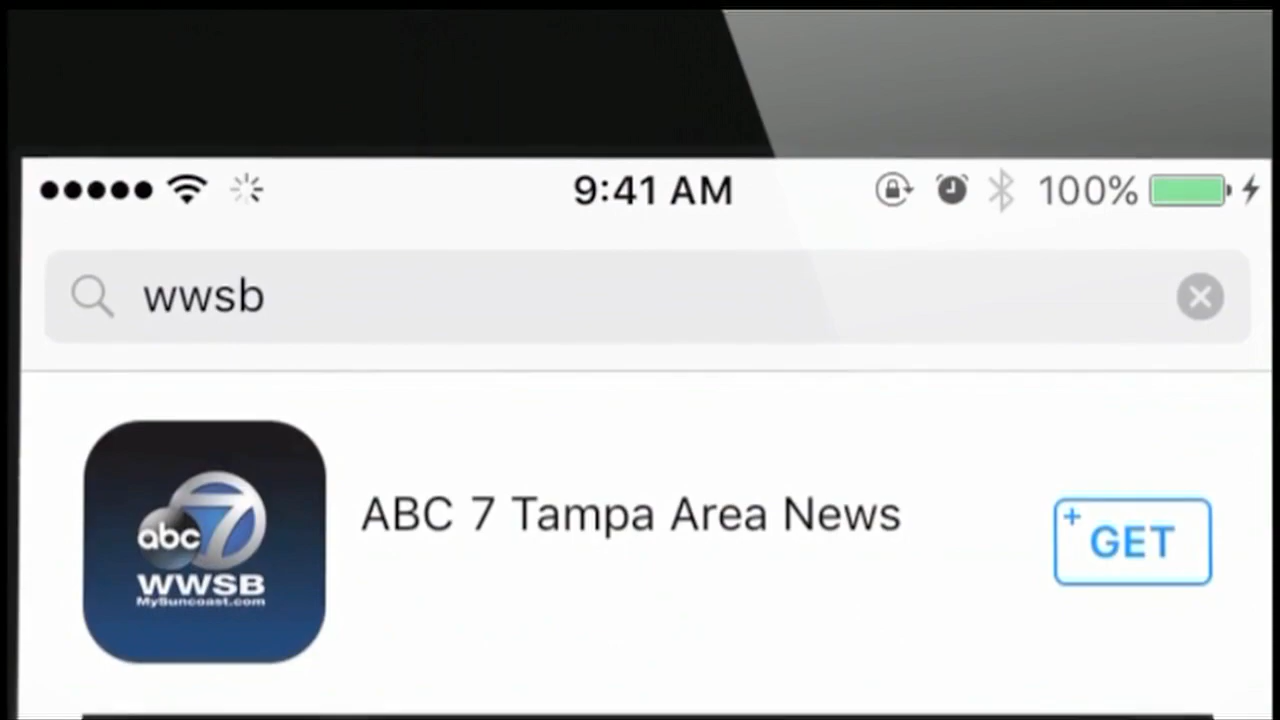 9:41 AM
100%
wwsb
abc 7
WWSB
MySuncoast.com
ABC 7 Tampa Area News
+ GET